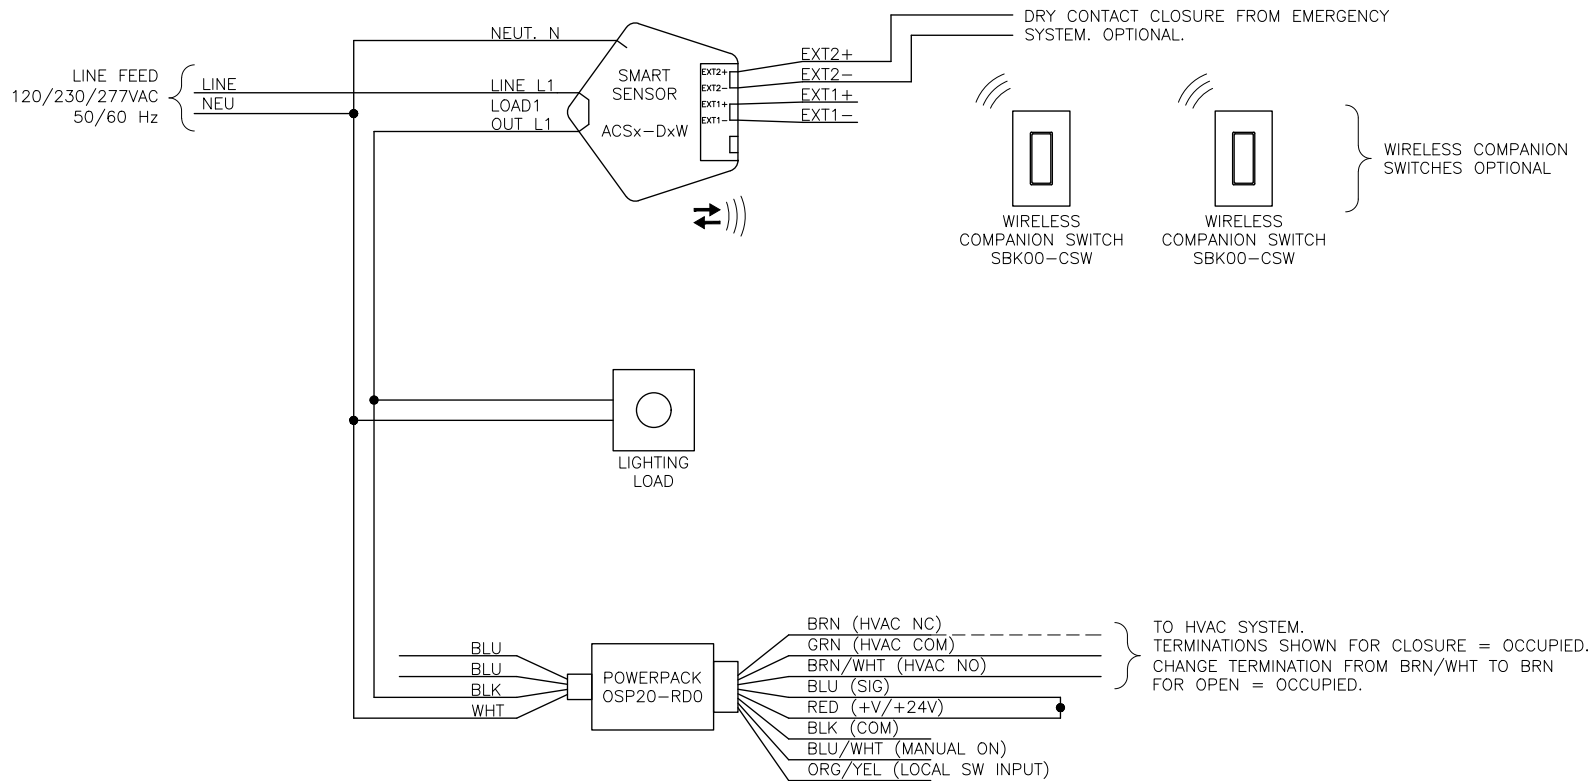 DRY CONTACT CLOSURE FROM EMERGENCY
SYSTEM. OPTIONAL.
NEUT. N
LINE FEED
120/230/277VAC
50/60 Hz
LINE
NEU
LINE L1
LOAD1
OUT L1
SMART
SENSOR
ACSx-DxW
EXT2+
EXT2-
EXT1+
EXT1-
EXT2+
EXT2-
EXT1+
EXT1-
WIRELESS
COMPANION SWITCH
SBK00-CSW
WIRELESS
COMPANION SWITCH
SBK00-CSW
WIRELESS COMPANION
SWITCHES OPTIONAL
LIGHTING
LOAD
BLU
BLU
BLK
WHT
POWERPACK
OSP20-RD0
BRN (HVAC NC)
GRN (HVAC COM)
BRN/WHT (HVAC NO)
BLU (SIG)
RED (+V/+24V)
BLK (COM)
BLU/WHT (MANUAL ON)
ORG/YEL (LOCAL SW INPUT)
TO HVAC SYSTEM.
TERMINATIONS SHOWN FOR CLOSURE = OCCUPIED.
CHANGE TERMINATION FROM BRN/WHT TO BRN
FOR OPEN = OCCUPIED.